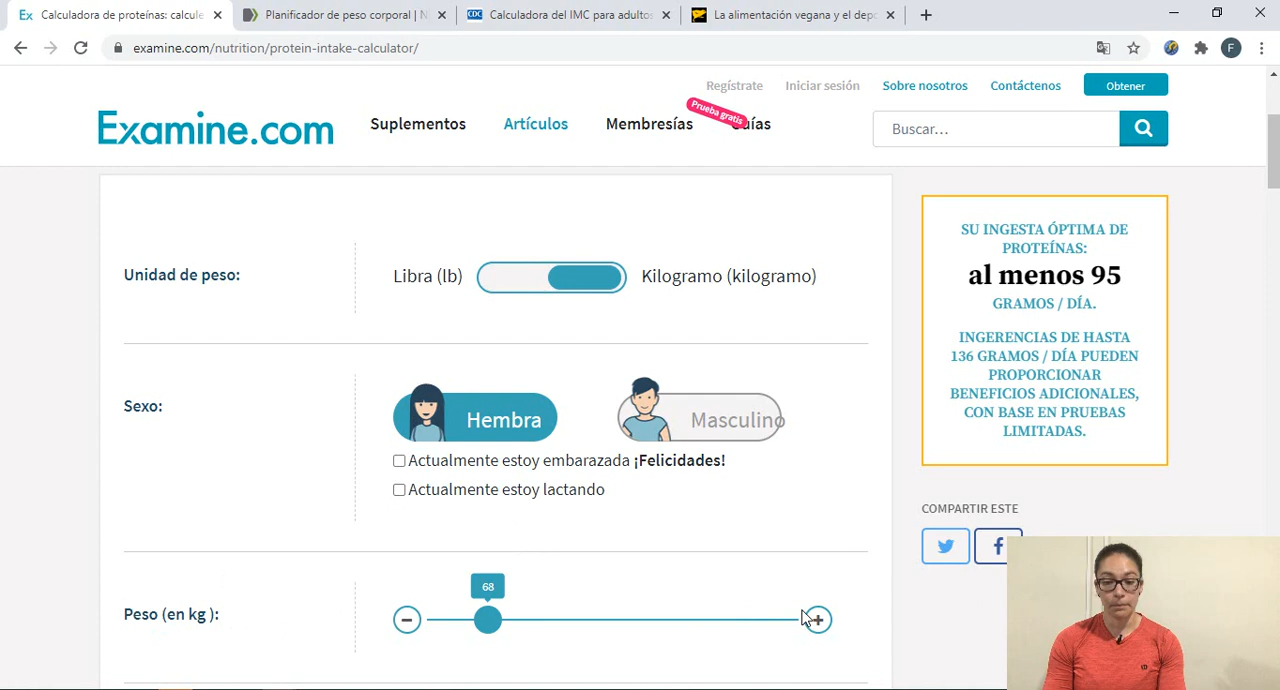 Ex Calculadora de proteínas: calcule
Planificador de peso corporal | N
CDC Calculadora del IMC para adultos
La alimentación vegana y el depo
examine.com/nutrition/protein-intake-calculator/
F
Regístrate
Iniciar sesión
Sobre nosotros
Contáctenos
Obtener
Examine.com
Suplementos
Artículos
Membresías
Prueba gratis
Guías
Buscar...
Unidad de peso:
Libra (lb)
Kilogramo (kilogramo)
Sexo:
Hembra
Masculino
Actualmente estoy embarazada ¡Felicidades!
Actualmente estoy lactando
Peso (en kg ):
68
SU INGESTA ÓPTIMA DE
PROTEÍNAS:
al menos 95
GRAMOS / DÍA.
INGERENCIAS DE HASTA
136 GRAMOS / DÍA PUEDEN
PROPORCIONAR
BENEFICIOS ADICIONALES,
CON BASE EN PRUEBAS
LIMITADAS.
COMPARTIR ESTE